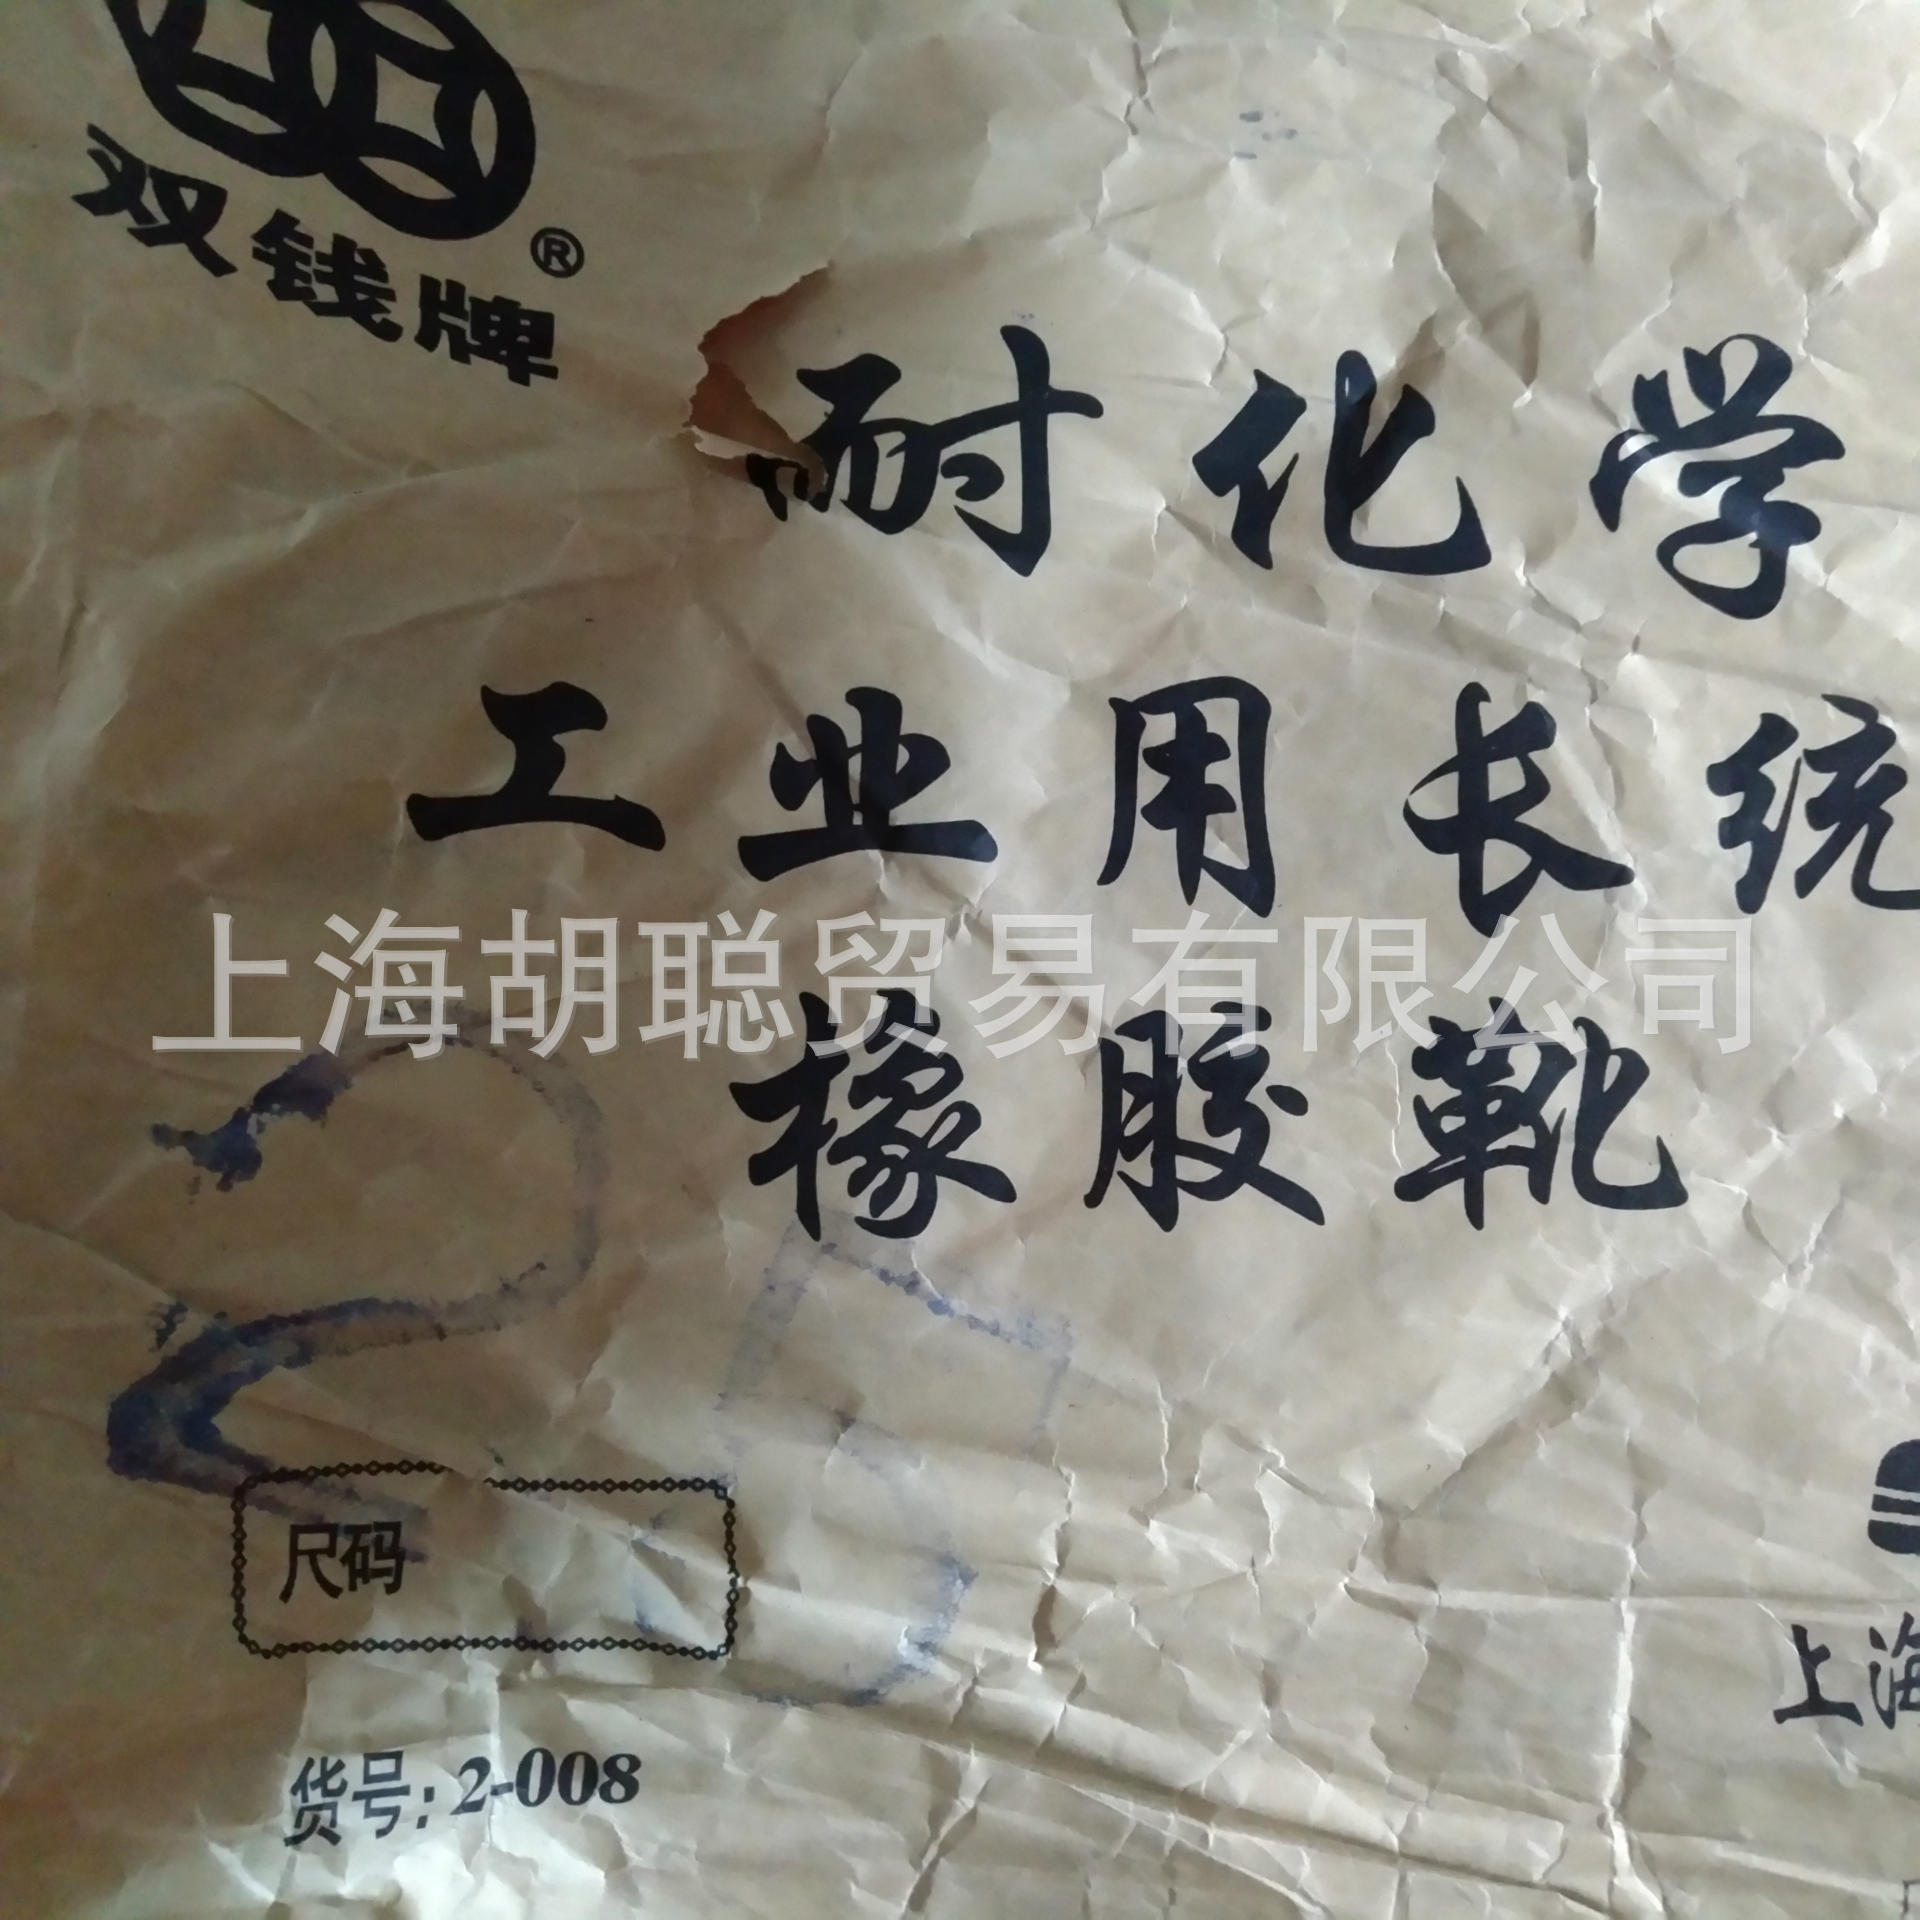 双钱牌®
耐化学
工业用长统
上海胡聪贸易有限公司
橡胶靴
25
尺码
上海
货号：2-008